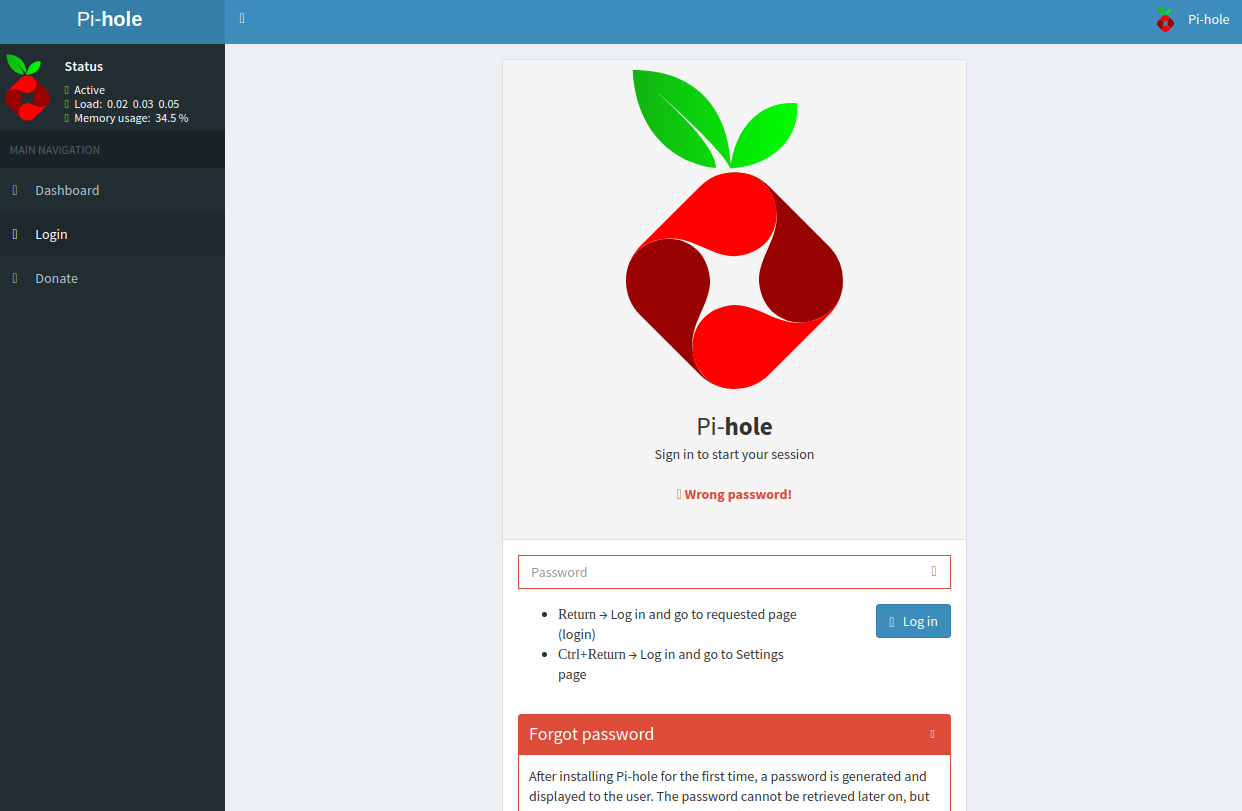 Pi-hole
Pi-hole
Status
Active
Load: 0.02 0.03 0.05
Memory usage: 34.5 %
MAIN NAVIGATION
Dashboard
Login
Donate
Pi-hole
Sign in to start your session
Wrong password!
Password
Return → Log in and go to requested page
(login)
Ctrl+Return → Log in and go to Settings
page
Log in
Forgot password
After installing Pi-hole for the first time, a password is generated and
displayed to the user. The password cannot be retrieved later on, but